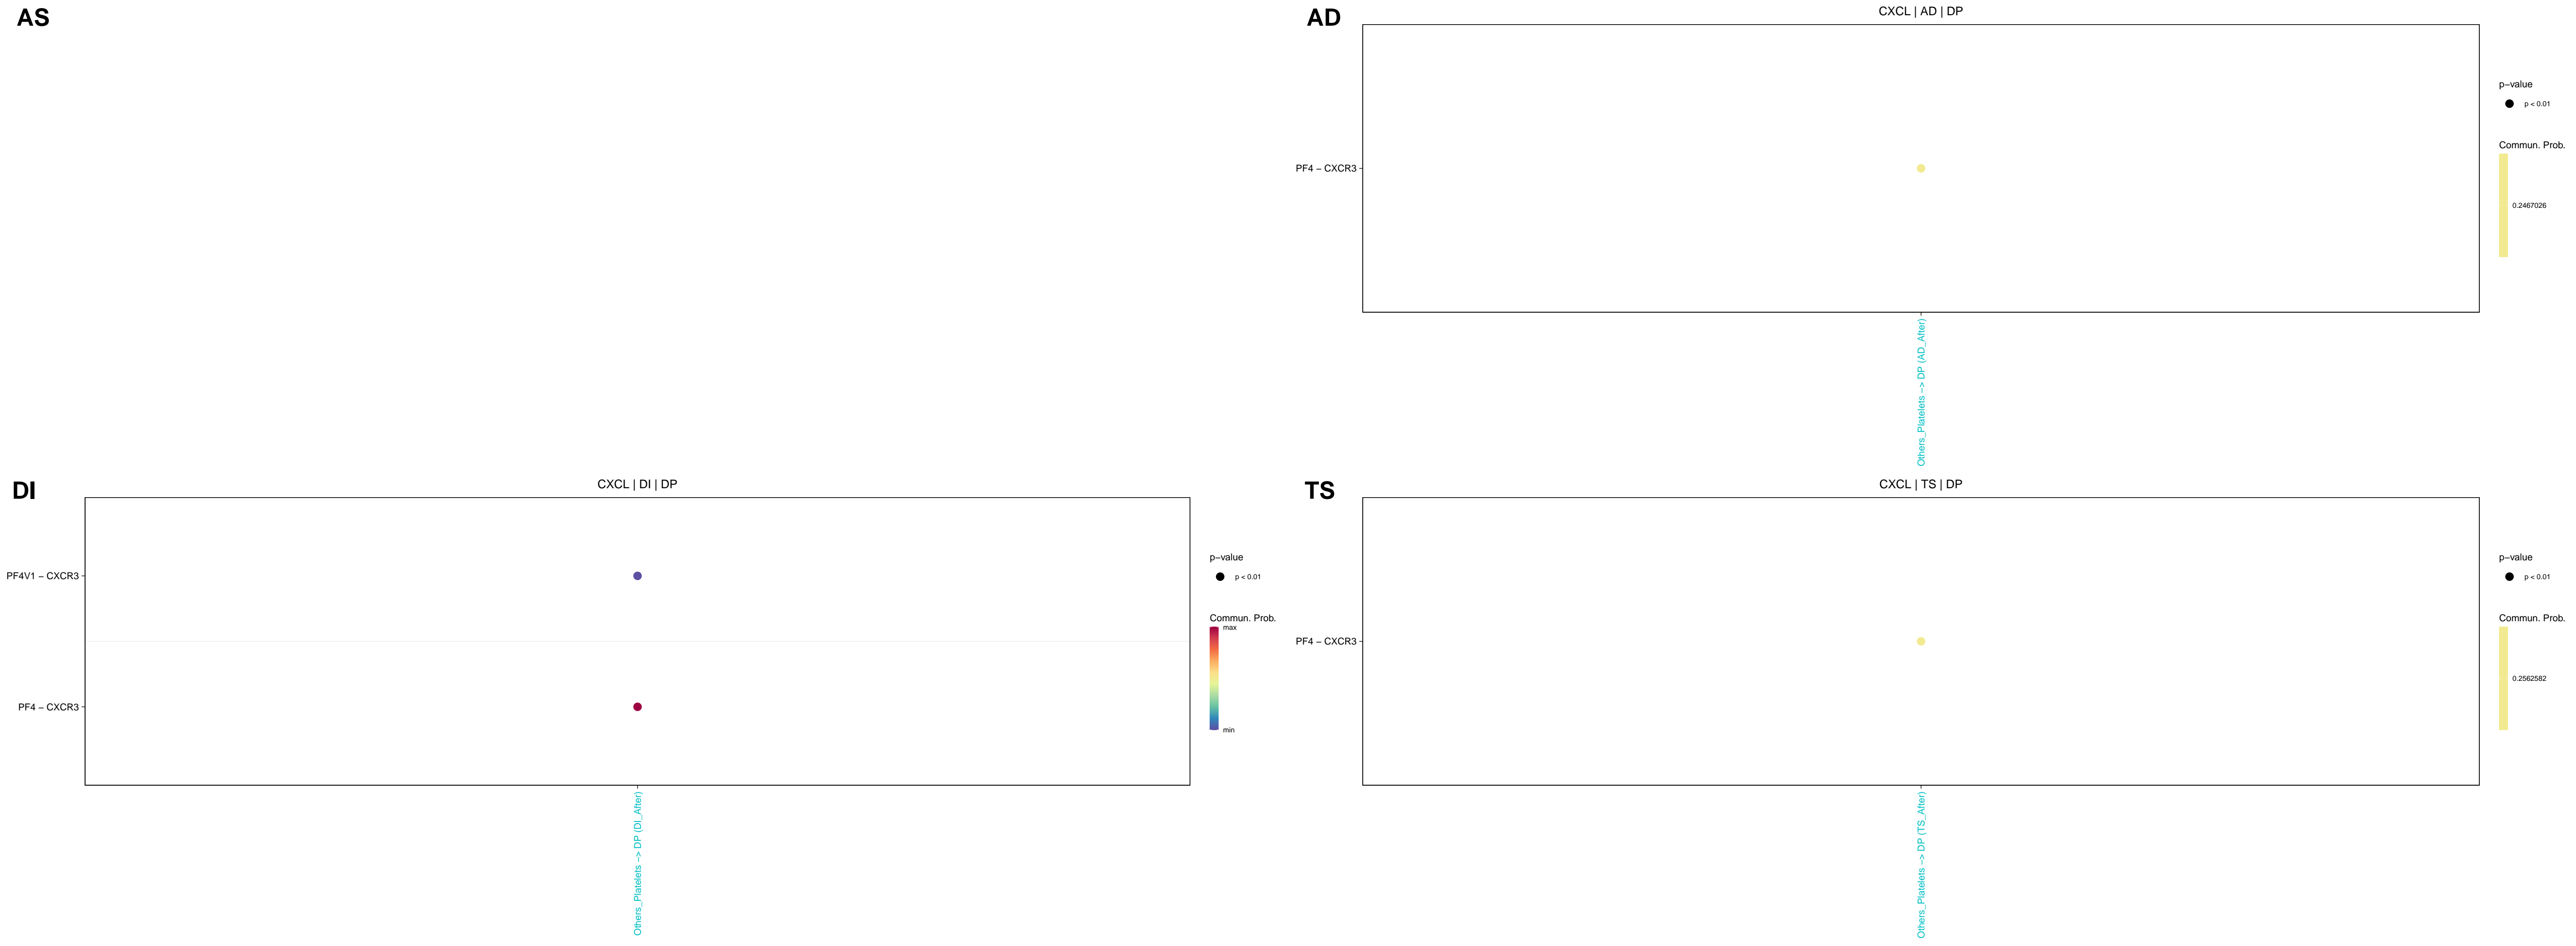 AS
AD
CXCL | AD | DP
PF4 – CXCR3
Others_Platelets –> DP (AD_After)
p–value
p < 0.01
Commun. Prob.
0.2467026
DI
CXCL | DI | DP
PF4V1 – CXCR3
PF4 – CXCR3
Others_Platelets –> DP (DI_After)
p–value
p < 0.01
Commun. Prob.
max
min
TS
CXCL | TS | DP
PF4 – CXCR3
Others_Platelets –> DP (TS_After)
p–value
p < 0.01
Commun. Prob.
0.2562582